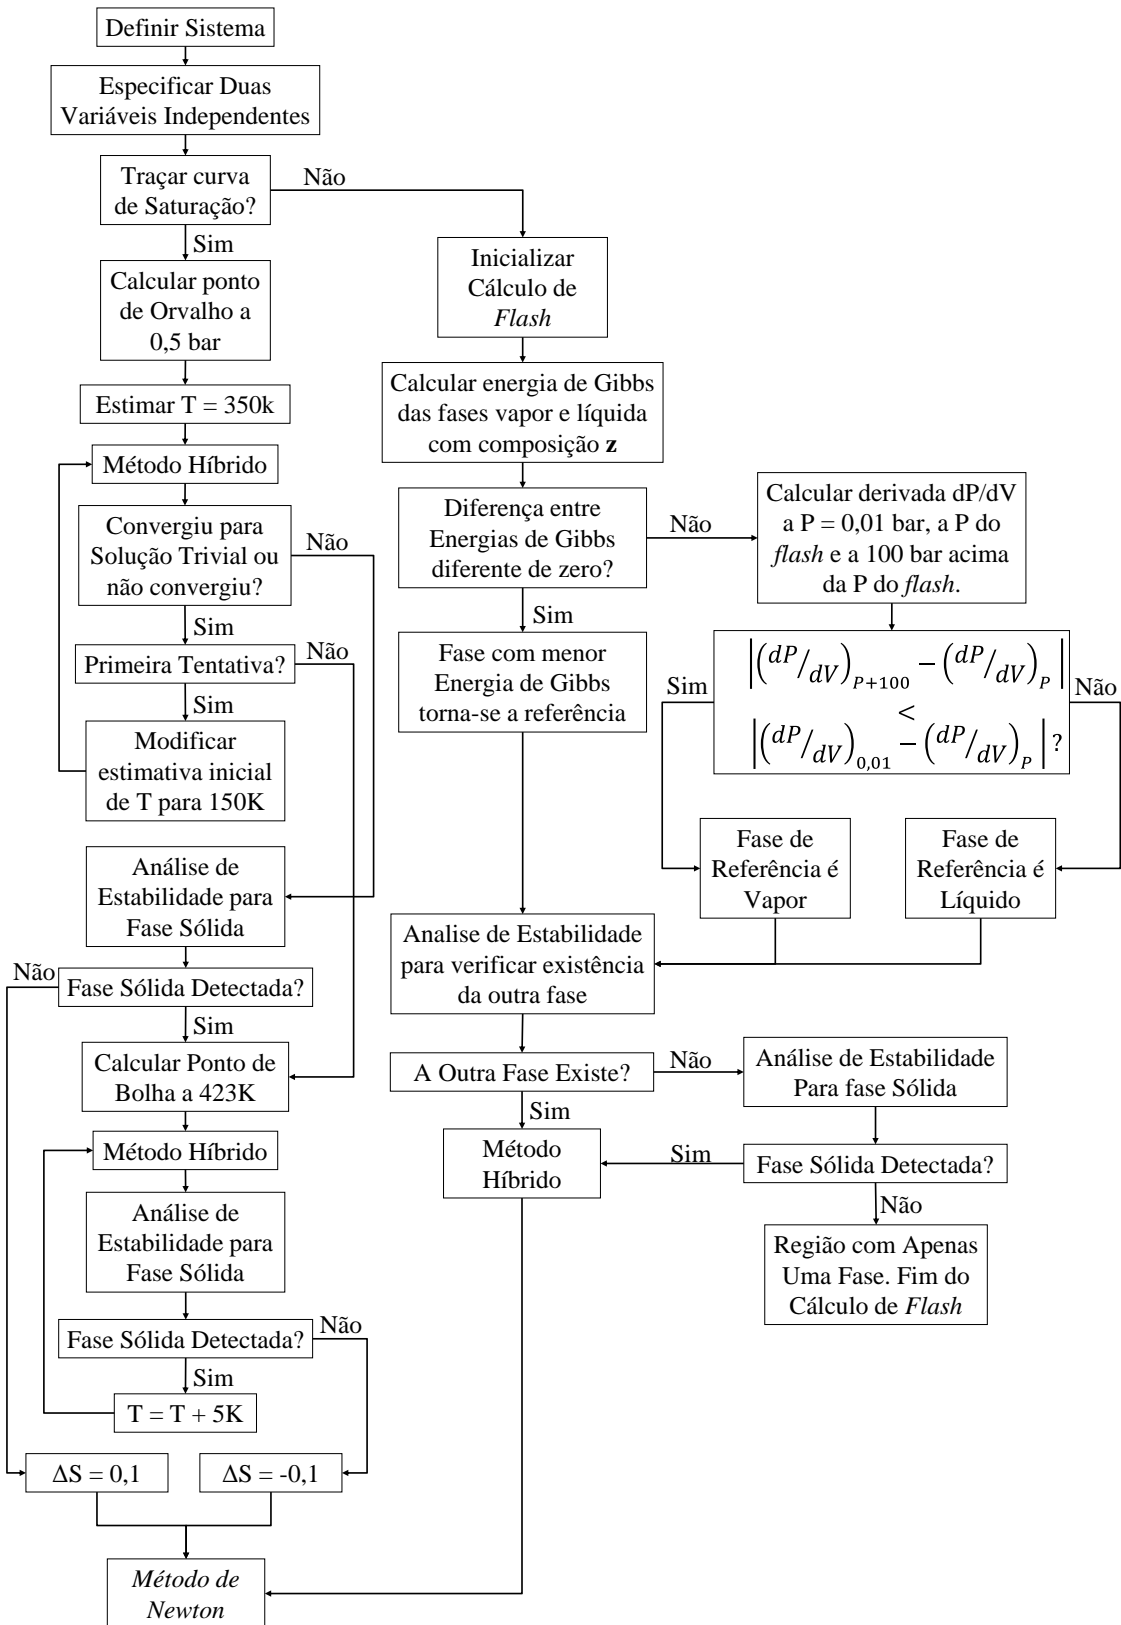 Definir Sistema
Especificar Duas
Variáveis Independentes
Traçar curva
de Saturação?
Não
Sim
Calcular ponto
de Orvalho a
0,5 bar
Estimar T = 350k
Método Híbrido
Convergiu para
Solução Trivial ou
não convergiu?
Não
Sim
Primeira Tentativa?
Não
Sim
Modificar
estimativa inicial
de T para 150K
Análise de
Estabilidade para
Fase Sólida
Não
Fase Sólida Detectada?
Sim
Calcular Ponto de
Bolha a 423K
Método Híbrido
Análise de
Estabilidade para
Fase Sólida
Fase Sólida Detectada?
Não
Sim
T = T + 5K
ΔS = 0,1
ΔS = -0,1
Método de
Newton
Inicializar
Cálculo de
Flash
Calcular energia de Gibbs
das fases vapor e líquida
com composição z
Diferença entre
Energias de Gibbs
diferente de zero?
Não
Sim
Fase com menor
Energia de Gibbs
torna-se a referência
Calcular derivada dP/dV
a P = 0,01 bar, a P do
flash e a 100 bar acima
da P do flash.
Sim
|(dP/dV)P+100 − (dP/dV)P|
<
|(dP/dV)0,01 − (dP/dV)P| ?
Não
Fase de
Referência é
Vapor
Fase de
Referência é
Líquido
Analise de Estabilidade
para verificar existência
da outra fase
A Outra Fase Existe?
Não
Sim
Método
Híbrido
Análise de Estabilidade
Para fase Sólida
Sim
Fase Sólida Detectada?
Não
Região com Apenas
Uma Fase. Fim do
Cálculo de Flash